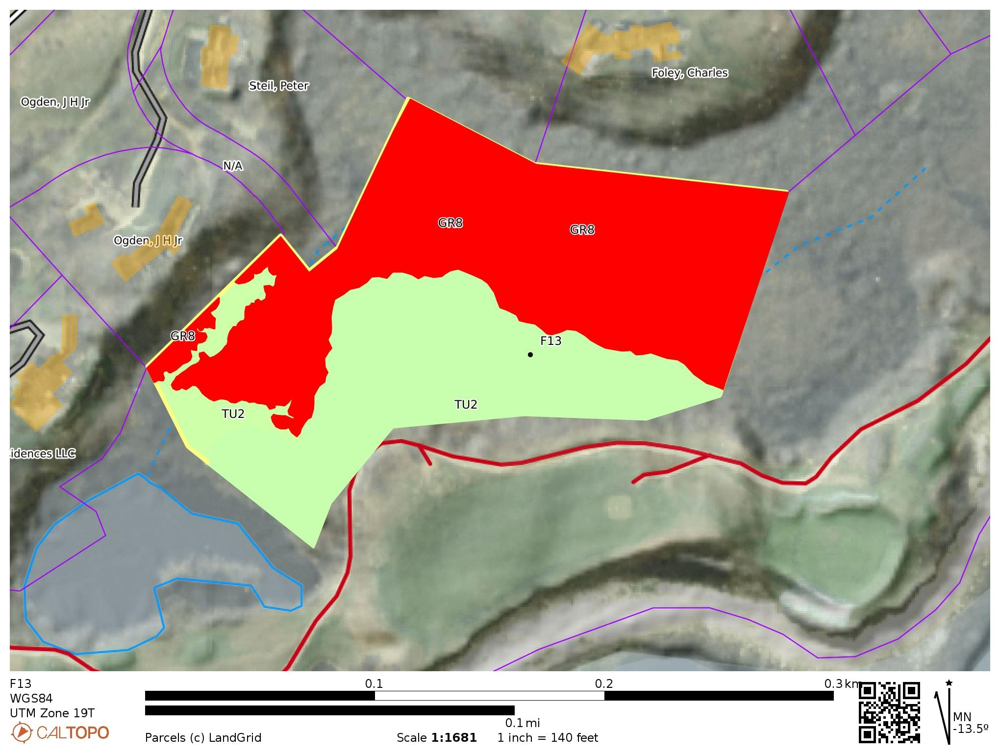 Foley, Charles
Steil, Peter
Ogden, J H Jr
N/A
GR8
GR8
Ogden, J H Jr
GR8
F13
TU2
TU2
idences LLC
F13
WGS84
UTM Zone 19T
CALTOPO
0.1
0.2
0.3 km
0.1 mi
Parcels (c) LandGrid
Scale 1:1681
1 inch = 140 feet
MN
-13.5º